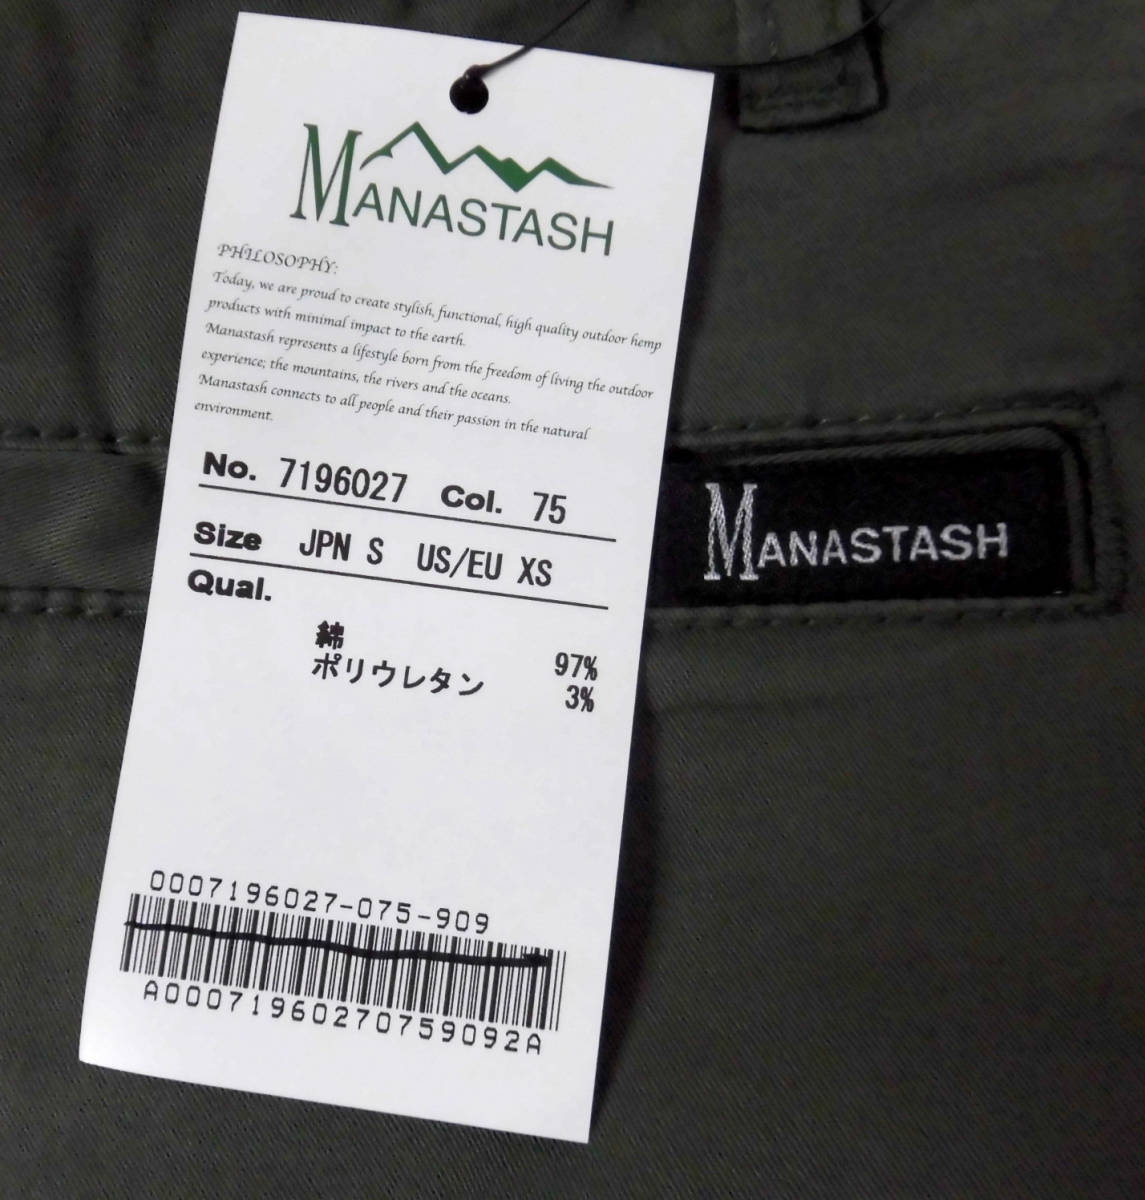 MANASTASH
PHILOSOPHY:
Today, we are proud to create stylish, functional, high quality outdoor hemp
products with minimal impact to the earth.
Manastash represents a lifestyle born from the freedom of living the outdoor
experience; the mountains, the rivers and the oceans.
Manastash connects to all people and their passion in the natural
environment.
No. 7196027 Col. 75
Size JPN S US/EU XS
Qual.
綿 97%
ポリウレタン 3%
0007196027-075-909
A00071960270759092A
MANASTASH